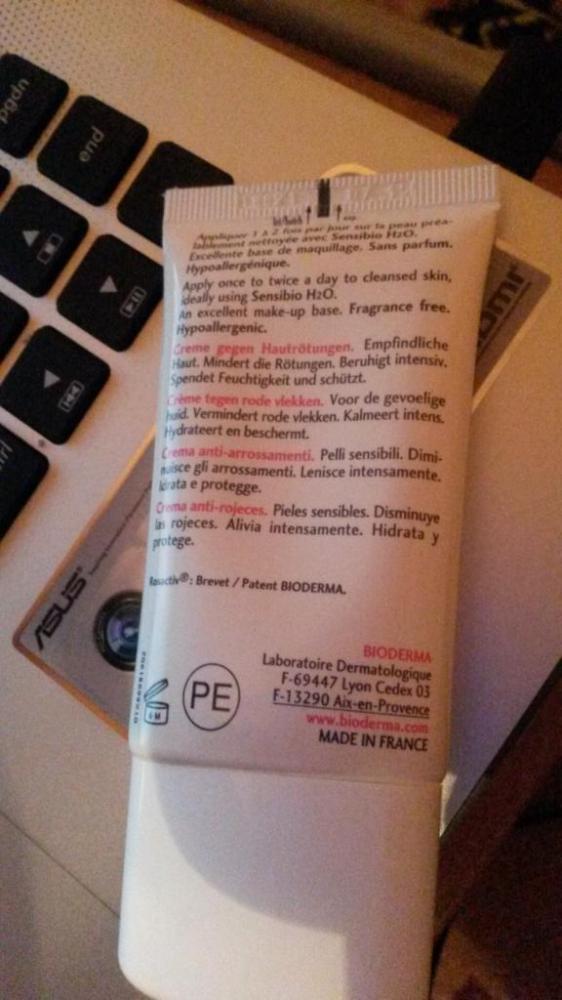 pgdn
end
lot/batch
exp.
Appliquer 1 à 2 fois par jour sur la peau préa-
lablement nettoyée avec Sensibio H2O.
Excellente base de maquillage. Sans parfum.
Hypoallergénique.
Apply once to twice a day to cleansed skin,
ideally using Sensibio H2O.
An excellent make-up base. Fragrance free.
Hypoallergenic.
Creme gegen Hautrötungen. Empfindliche
Haut. Mindert die Rötungen. Beruhigt intensiv.
Spendet Feuchtigkeit und schützt.
Crème tegen rode vlekken. Voor de gevoelige
huid. Vermindert rode vlekken. Kalmeert intens.
Hydrateert en beschermt.
Crema anti-arrossamenti. Pelli sensibili. Dimi-
nuisce gli arrossamenti. Lenisce intensamente.
Idrata e protegge.
Crema anti-rojeces. Pieles sensibles. Disminuye
las rojeces. Alivia intensamente. Hidrata y
protege.
Rosactiv®: Brevet / Patent BIODERMA.
BIODERMA
Laboratoire Dermatologique
F-69447 Lyon Cedex 03
F-13290 Aix-en-Provence
www.bioderma.com
MADE IN FRANCE
PE
6 M
ASUS